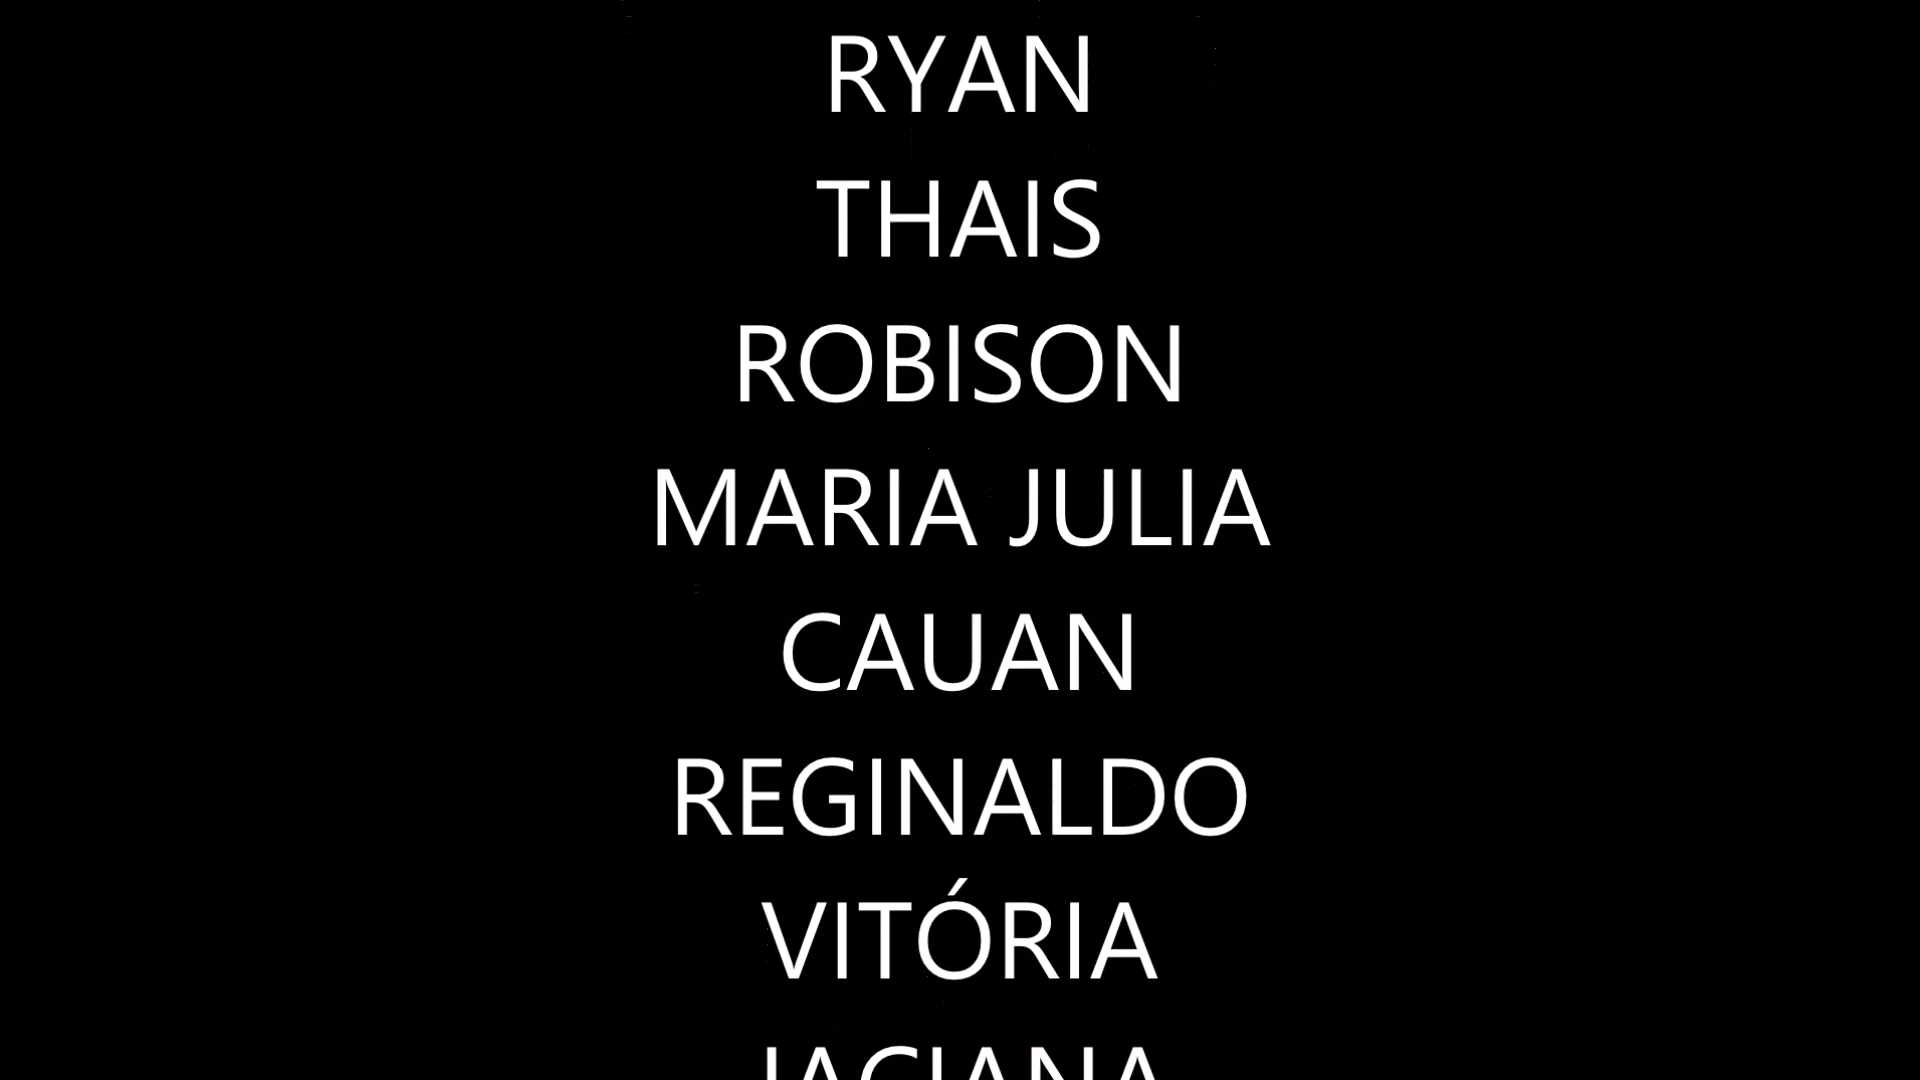 RYAN
THAIS
ROBISON
MARIA JULIA
CAUAN
REGINALDO
VITÓRIA